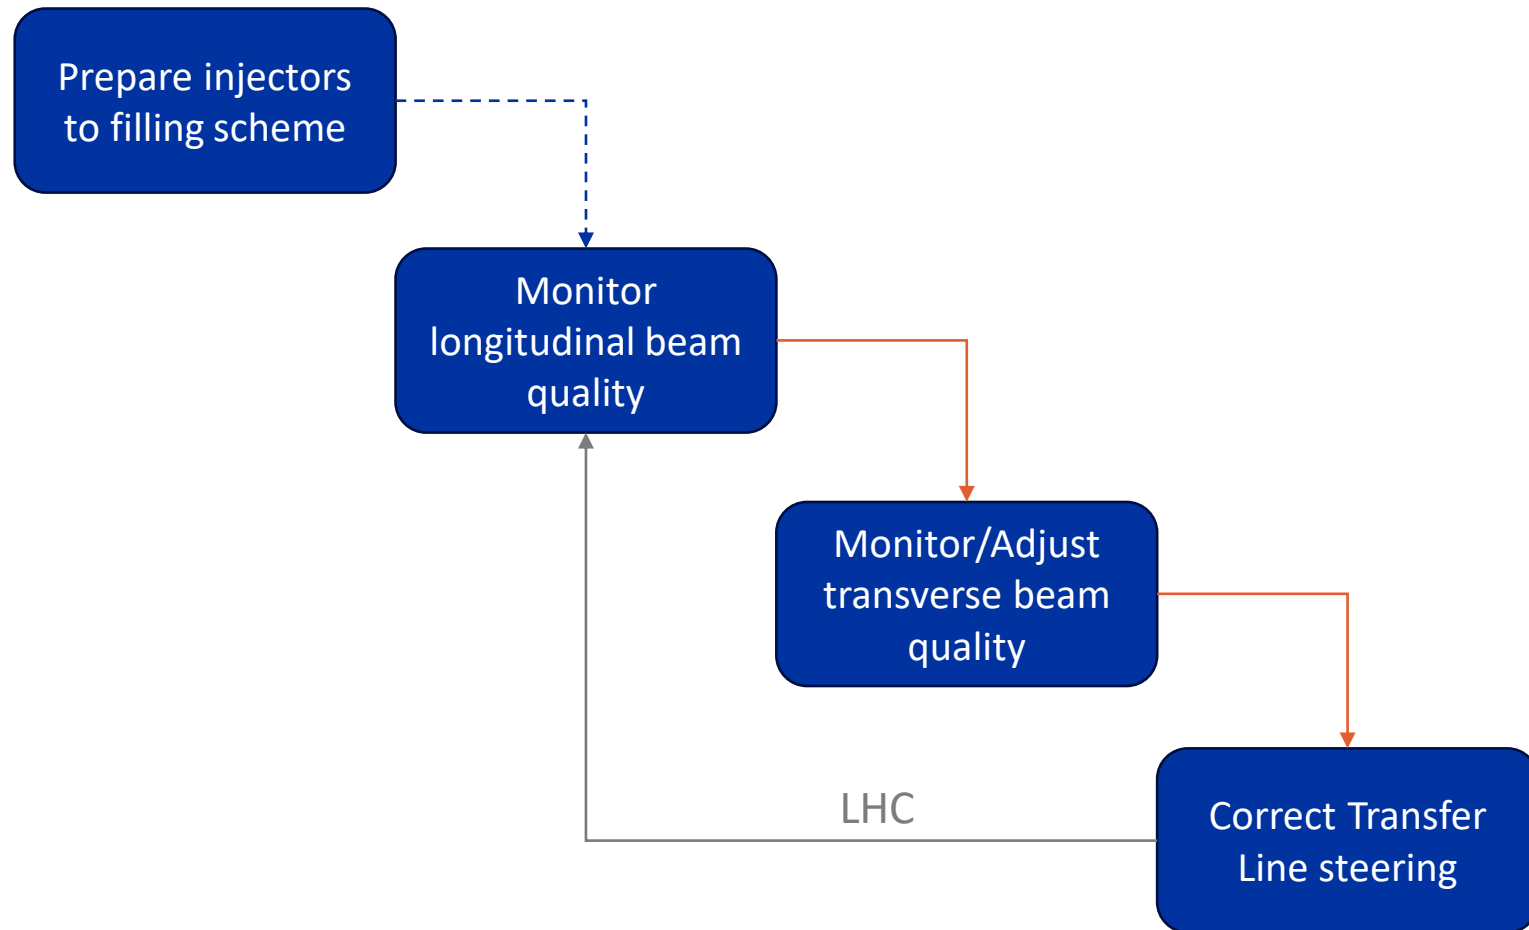 Prepare injectors
to filling scheme
Monitor
longitudinal beam
quality
Monitor/Adjust
transverse beam
quality
LHC
Correct Transfer
Line steering